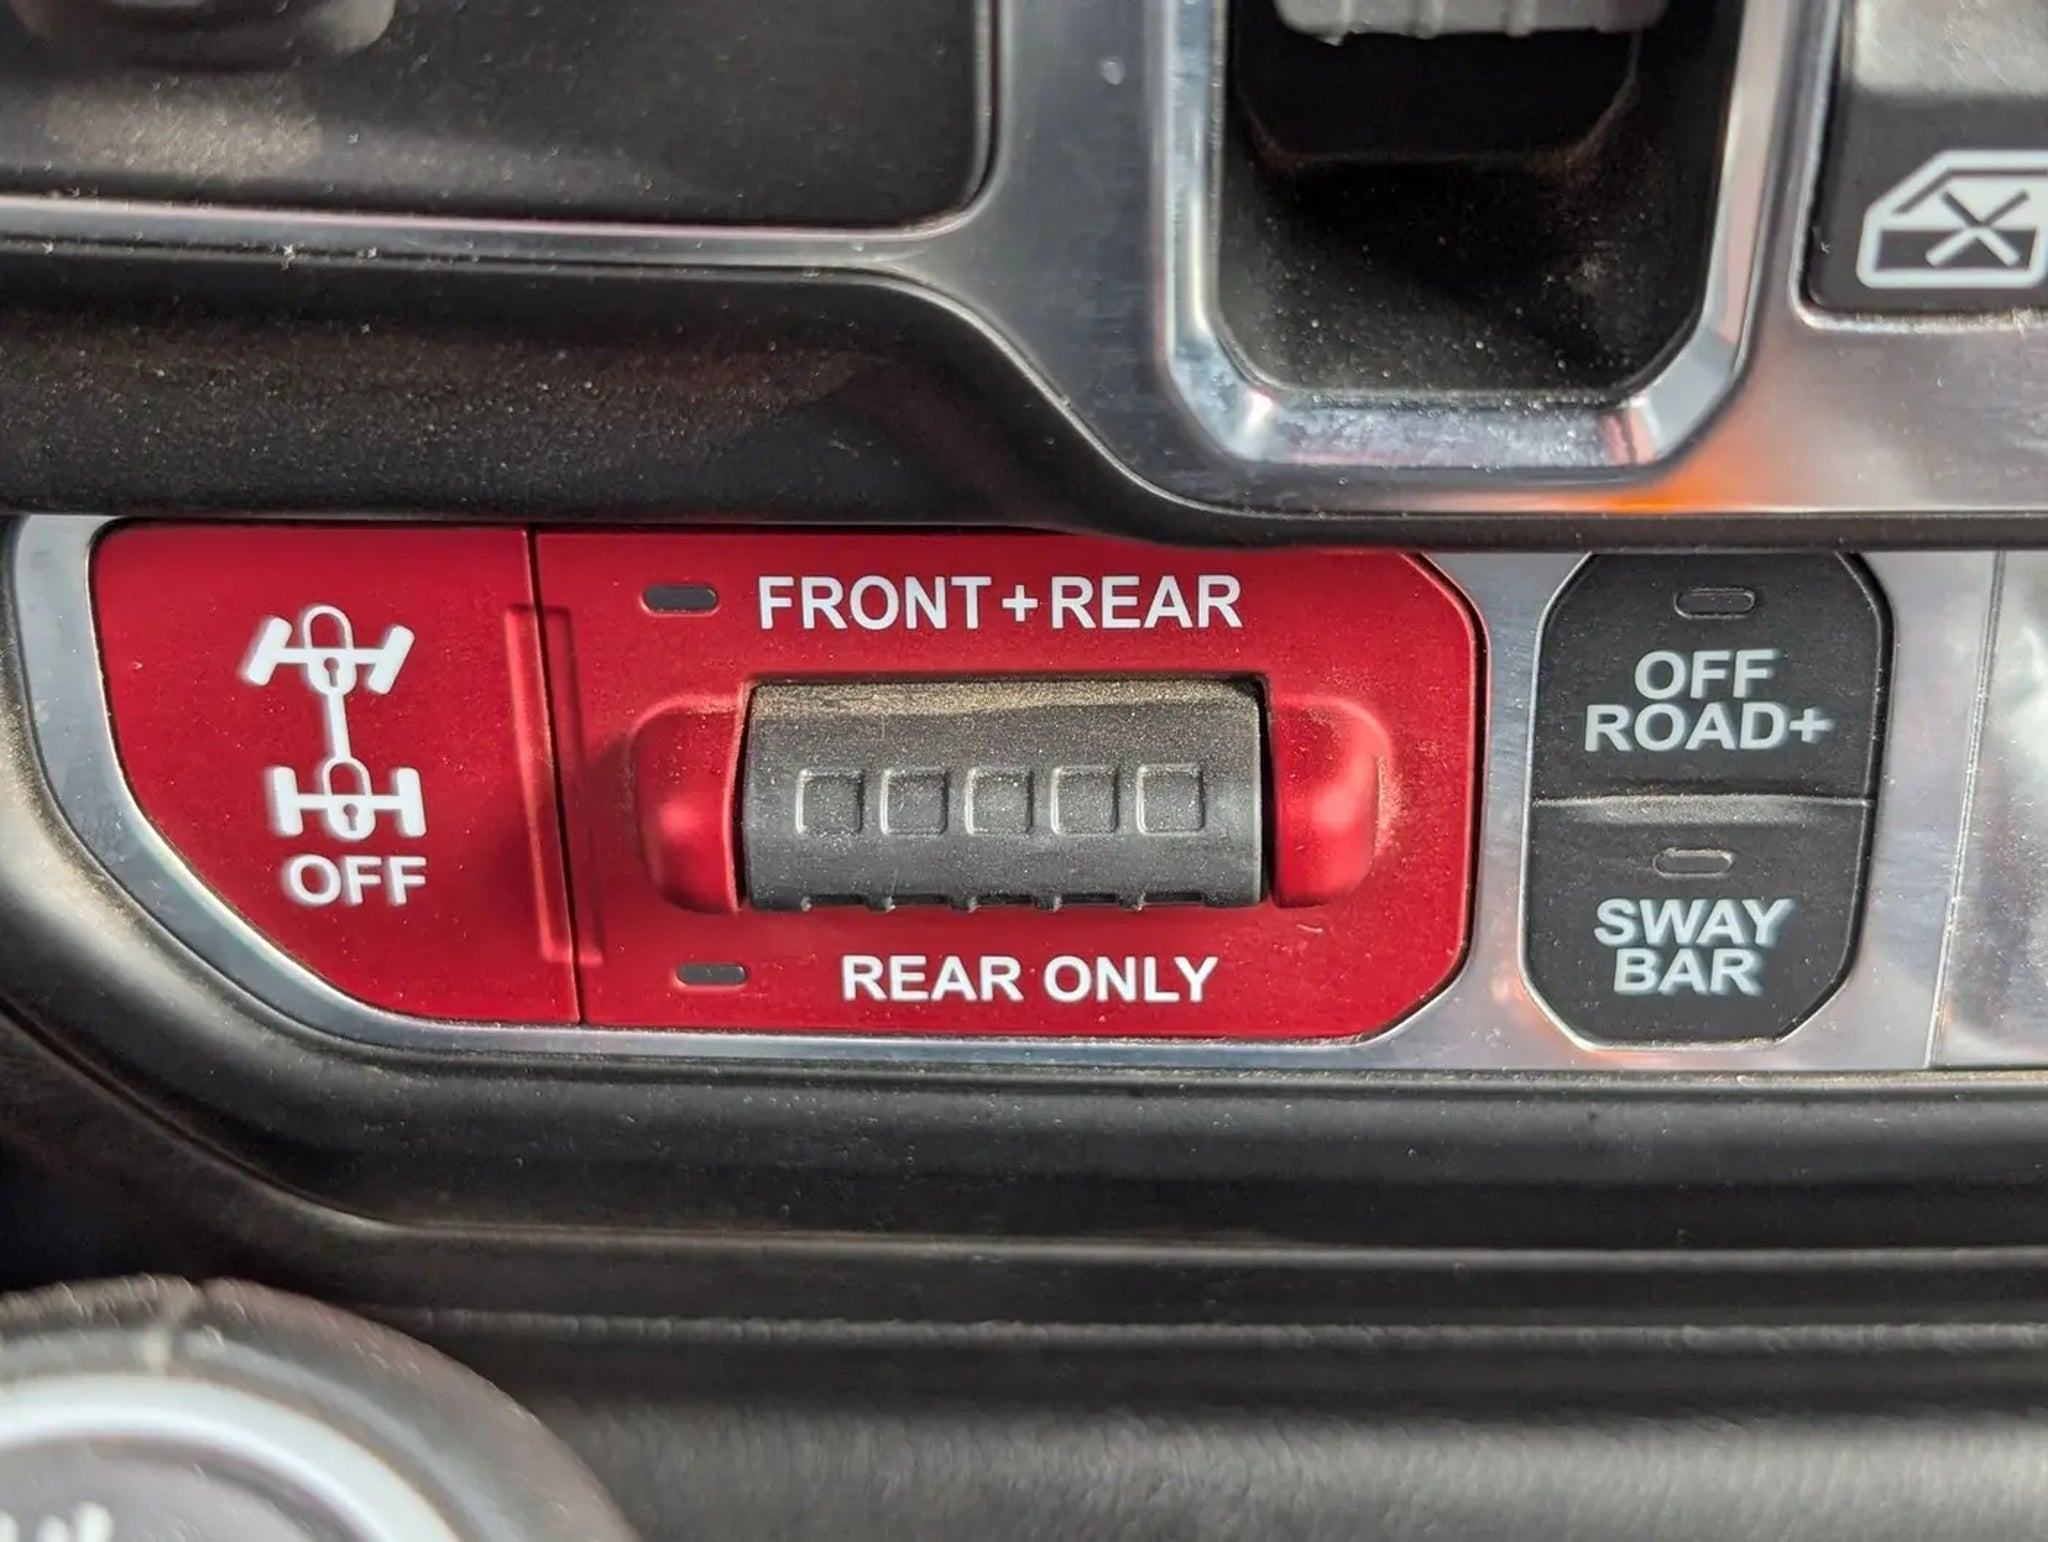 FRONT+REAR
OFF
ROAD+
OFF
SWAY
BAR
REAR ONLY